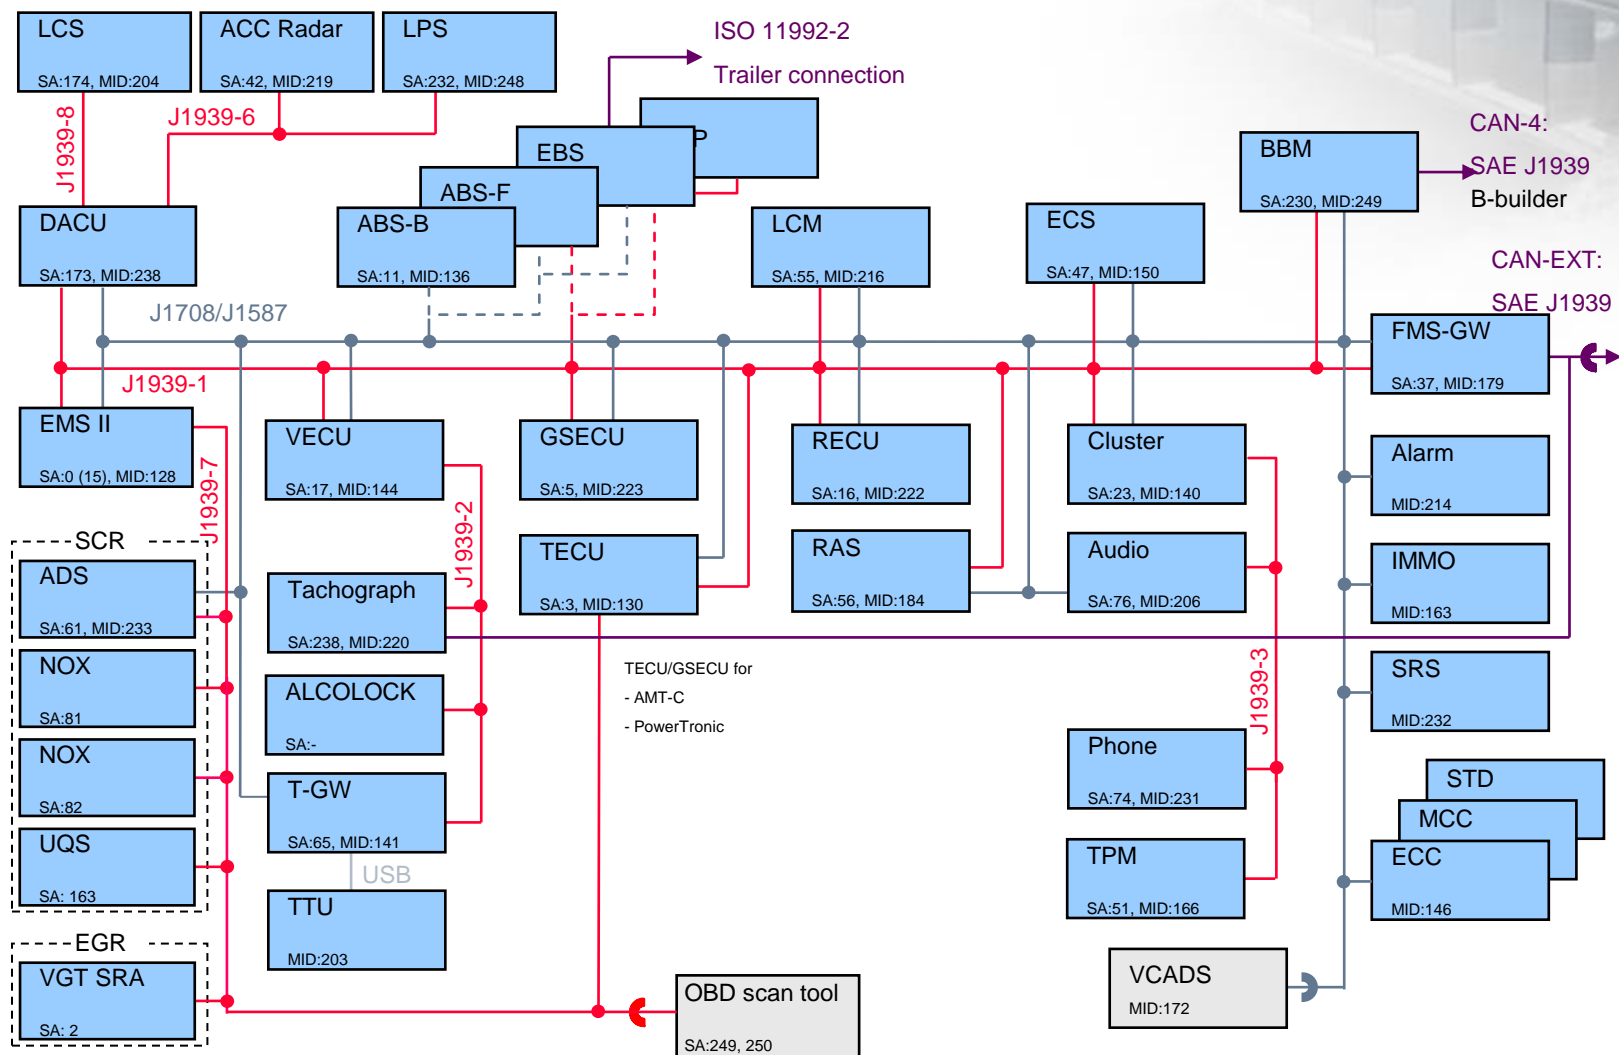 LCS
SA:174, MID:204
ACC Radar
SA:42, MID:219
LPS
SA:232, MID:248
ISO 11992-2
Trailer connection
J1939-8
J1939-6
P
EBS
ABS-F
ABS-B
SA:11, MID:136
DACU
SA:173, MID:238
LCM
SA:55, MID:216
ECS
SA:47, MID:150
BBM
SA:230, MID:249
CAN-4:
SAE J1939
B-builder
CAN-EXT:
SAE J1939
J1708/J1587
J1939-1
FMS-GW
SA:37, MID:179
EMS II
SA:0 (15), MID:128
J1939-7
VECU
SA:17, MID:144
J1939-2
GSECU
SA:5, MID:223
RECU
SA:16, MID:222
Cluster
SA:23, MID:140
Alarm
MID:214
SCR
ADS
SA:61, MID:233
Tachograph
SA:238, MID:220
TECU
SA:3, MID:130
RAS
SA:56, MID:184
Audio
SA:76, MID:206
IMMO
MID:163
NOX
SA:81
ALCOLOCK
SA:-
TECU/GSECU for
- AMT-C
- PowerTronic
J1939-3
SRS
MID:232
NOX
SA:82
T-GW
SA:65, MID:141
Phone
SA:74, MID:231
STD
MCC
ECC
MID:146
UQS
SA: 163
USB
TTU
MID:203
TPM
SA:51, MID:166
EGR
VGT SRA
SA: 2
OBD scan tool
SA:249, 250
VCADS
MID:172